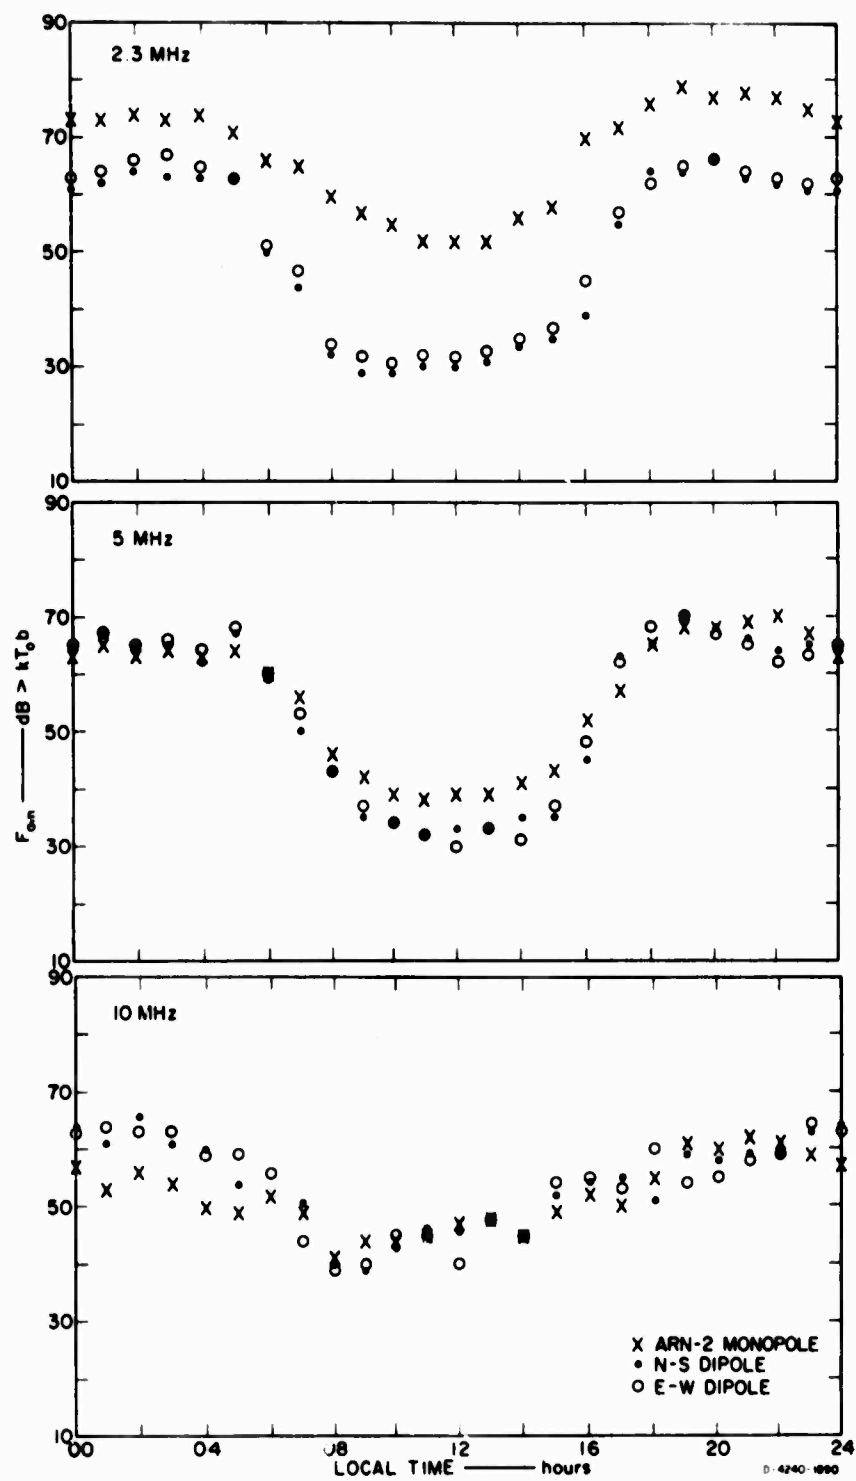 90
2.3 MHz
70
50
30
10
90
5 MHz
70
50
30
10
Fam — dB > kT₀b
90
10 MHz
70
50
30
X ARN-2 MONOPOLE
• N-S DIPOLE
O E-W DIPOLE
10
00 04 08 12 16 20 24
LOCAL TIME — hours